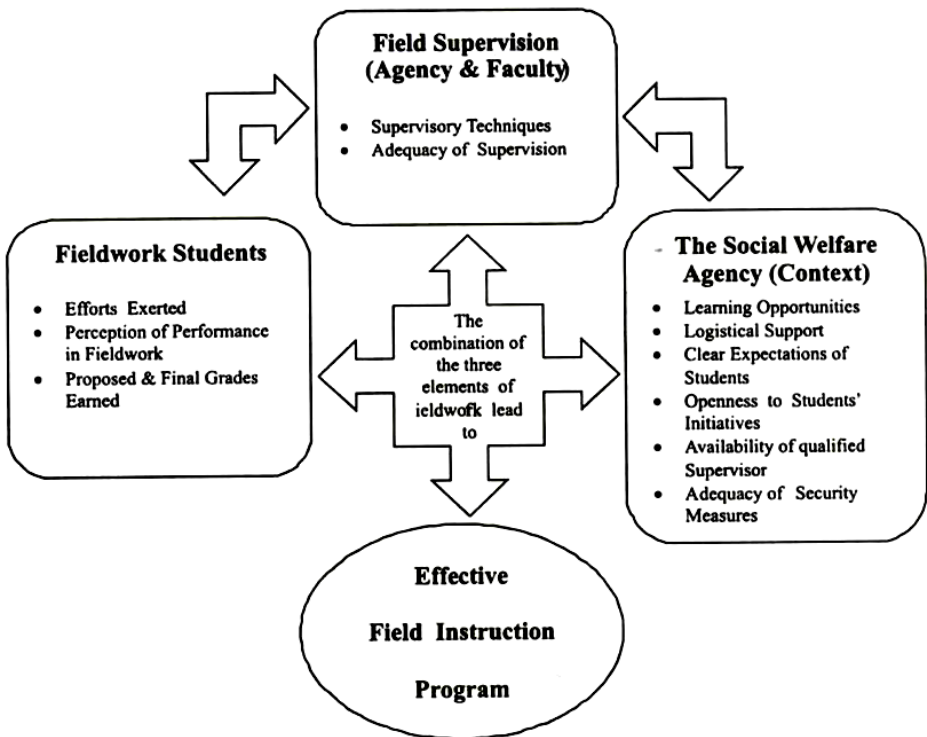 Field Supervision
(Agency & Faculty)
• Supervisory Techniques
• Adequacy of Supervision
Fieldwork Students
• Efforts Exerted
• Perception of Performance
in Fieldwork
• Proposed & Final Grades
Earned
The
combination of
the three
elements of
ieldwofk lead
to
The Social Welfare
Agency (Context)
• Learning Opportunities
• Logistical Support
• Clear Expectations of
Students
• Openness to Students'
Initiatives
• Availability of qualified
Supervisor
• Adequacy of Security
Measures
Effective
Field Instruction
Program